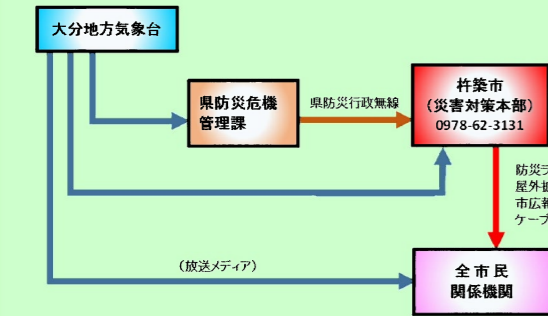 大分地方気象台
県防災危機
管理課
県防災行政無線
杵築市
（災害対策本部）
0978-62-3131
防災ラ
屋外拡
市広報
ケーブ
（放送メディア）
全市民
関係機関